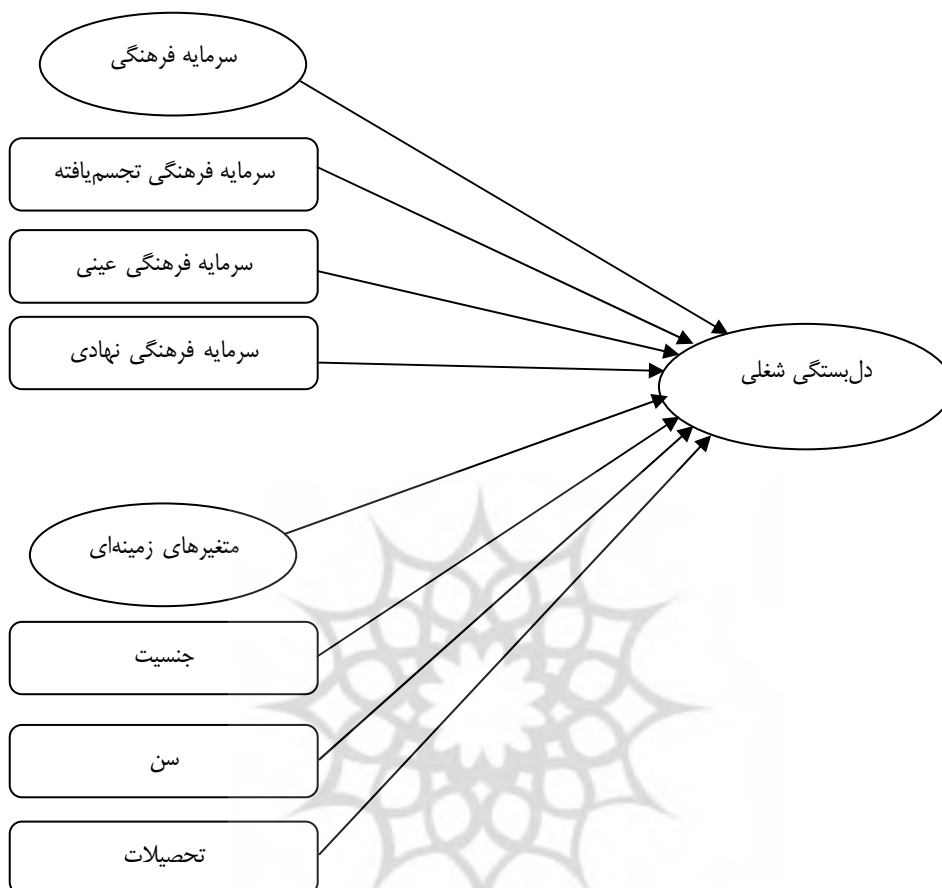 سرمایه فرهنگی
سرمایه فرهنگی تجسم‌یافته
سرمایه فرهنگی عینی
سرمایه فرهنگی نهادی
دل‌بستگی شغلی
متغیرهای زمینه‌ای
جنسیت
سن
تحصیلات